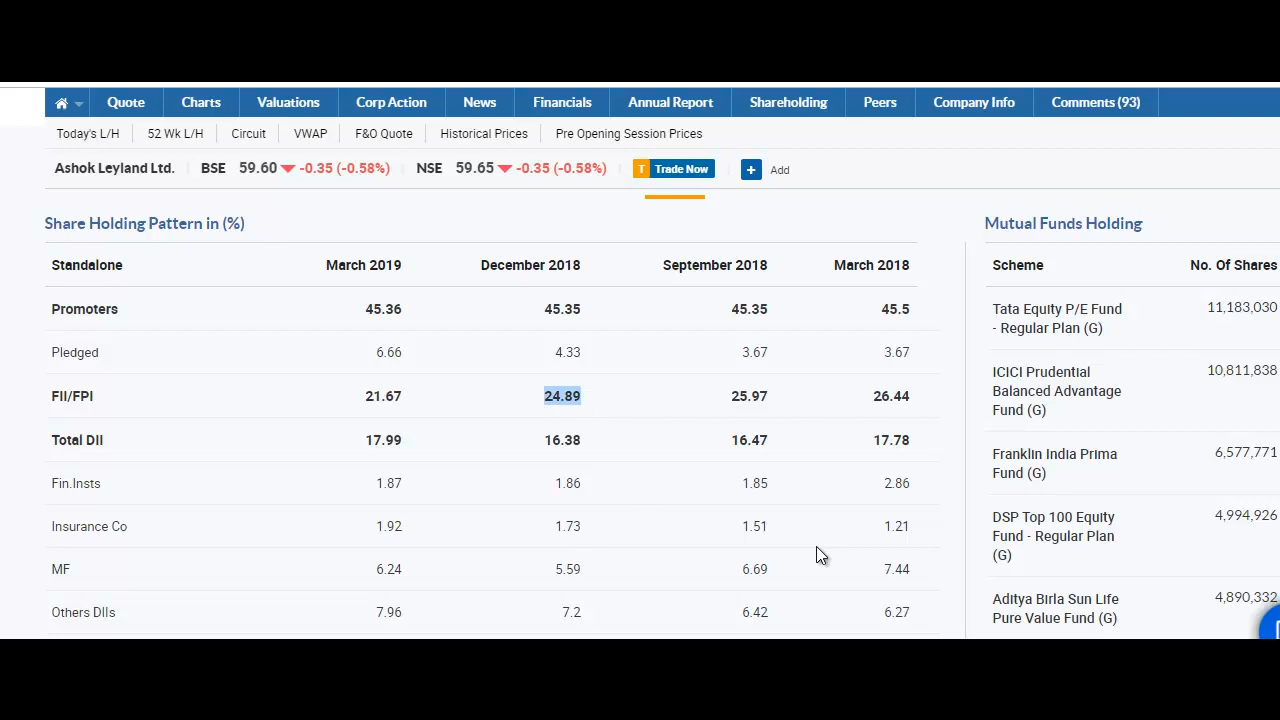 Quote Charts Valuations Corp Action News Financials Annual Report Shareholding Peers Company Info Comments (93)
Today's L/H 52 Wk L/H Circuit VWAP F&O Quote Historical Prices Pre Opening Session Prices
Ashok Leyland Ltd. BSE 59.60 -0.35 (-0.58%) NSE 59.65 -0.35 (-0.58%) T Trade Now + Add
Share Holding Pattern in (%)
Standalone March 2019 December 2018 September 2018 March 2018
Promoters 45.36 45.35 45.35 45.5
Pledged 6.66 4.33 3.67 3.67
FII/FPI 21.67 24.89 25.97 26.44
Total DII 17.99 16.38 16.47 17.78
Fin.Insts 1.87 1.86 1.85 2.86
Insurance Co 1.92 1.73 1.51 1.21
MF 6.24 5.59 6.69 7.44
Others DIIs 7.96 7.2 6.42 6.27
Mutual Funds Holding
Scheme No. Of Shares
Tata Equity P/E Fund 11,183,030
- Regular Plan (G)
ICICI Prudential 10,811,838
Balanced Advantage
Fund (G)
Franklin India Prima 6,577,771
Fund (G)
DSP Top 100 Equity 4,994,926
Fund - Regular Plan
(G)
Aditya Birla Sun Life 4,890,332
Pure Value Fund (G)